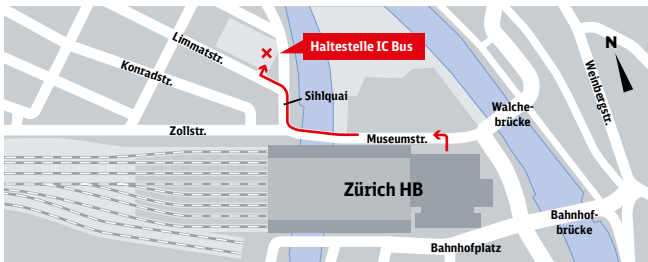 Limmatstr.
Haltestelle IC Bus
N
Konradstr.
Weinbergstr.
Sihlquai
Walche-
brücke
Zollstr.
Museumstr.
Zürich HB
Bahnhof-
brücke
Bahnhofplatz